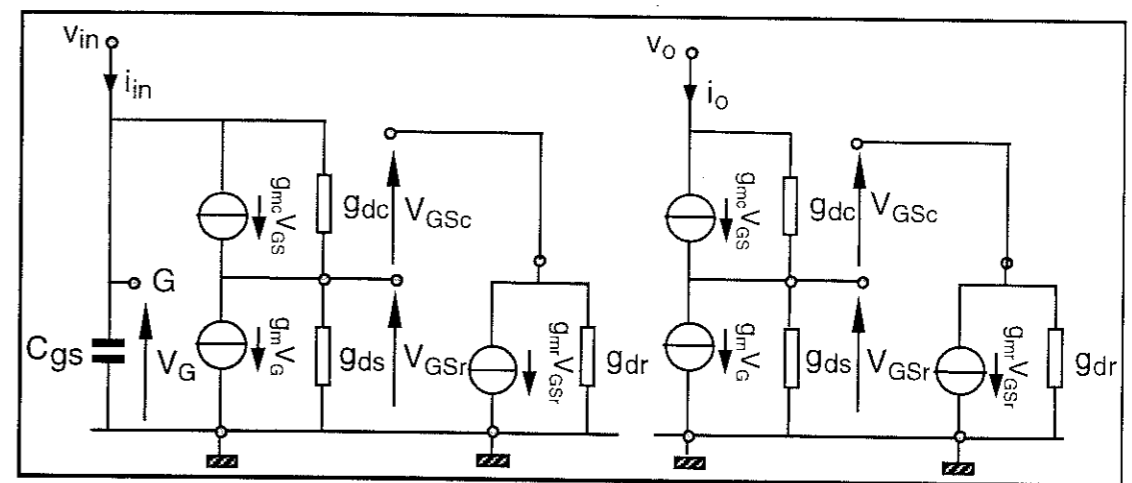 v_in
i_in
g_mc V_GS
g_dc
V_GSc
G
C_gs
V_G
g_m V_G
g_ds
V_GSr
g_mr V_GSr
g_dr
v_o
i_o
g_mc V_GS
g_dc
V_GSc
g_m V_G
g_ds
V_GSr
g_mr V_GSr
g_dr